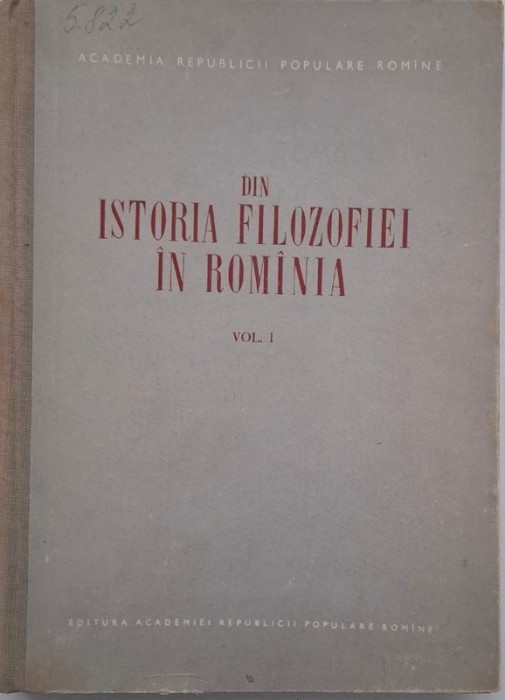 5.822
ACADEMIA REPUBLICII POPULARE ROMÎNE
DIN
ISTORIA FILOZOFIEI
ÎN ROMÎNIA
VOL. I
EDITURA ACADEMIEI REPUBLICII POPULARE ROMÎNE